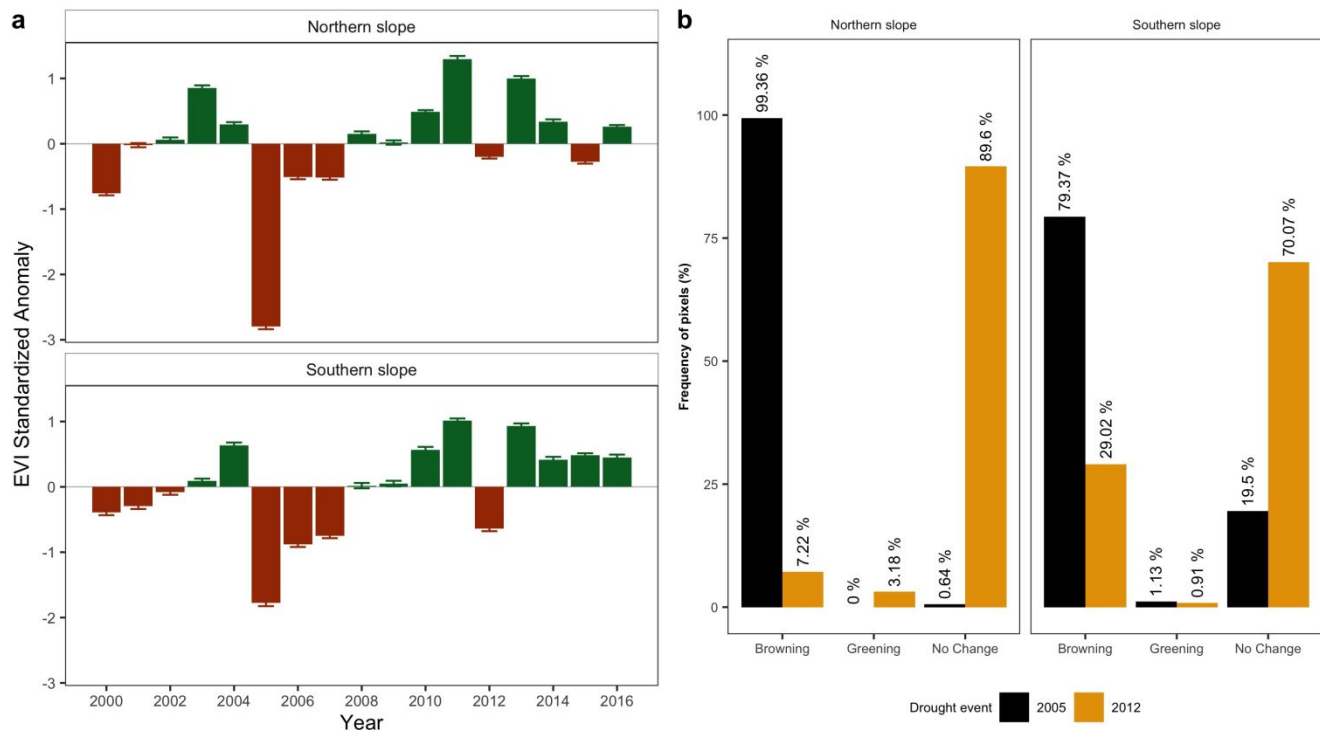 a
Northern slope
1
0
-1
-2
-3
Southern slope
1
0
-1
-2
-3
EVI Standardized Anomaly
2000 2002 2004 2006 2008 2010 2012 2014 2016
Year
b
Northern slope
Southern slope
100
75
50
25
0
Frequency of pixels (%)
99.36 %
7.22 %
0 %
3.18 %
0.64 %
89.6 %
79.37 %
29.02 %
1.13 %
0.91 %
19.5 %
70.07 %
Browning Greening No Change
Browning Greening No Change
Drought event 2005 2012